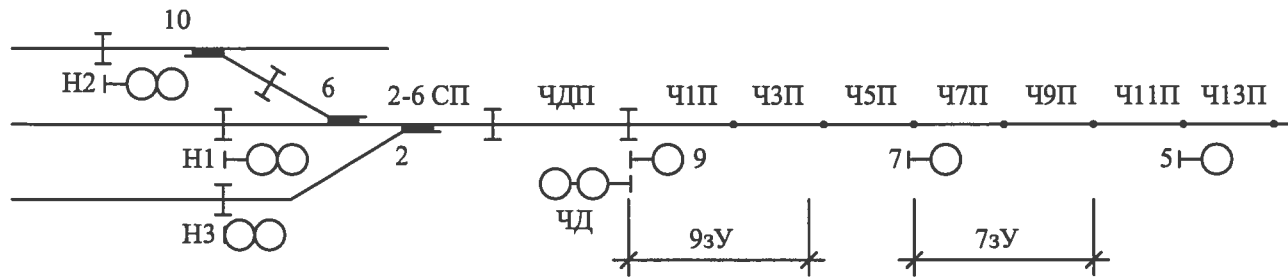 10
Н2
6
2-6 СП
ЧДП
Ч1П
Ч3П
Ч5П
Ч7П
Ч9П
Ч11П
Ч13П
Н1
2
9
7
5
Н3
ЧД
9зУ
7зУ